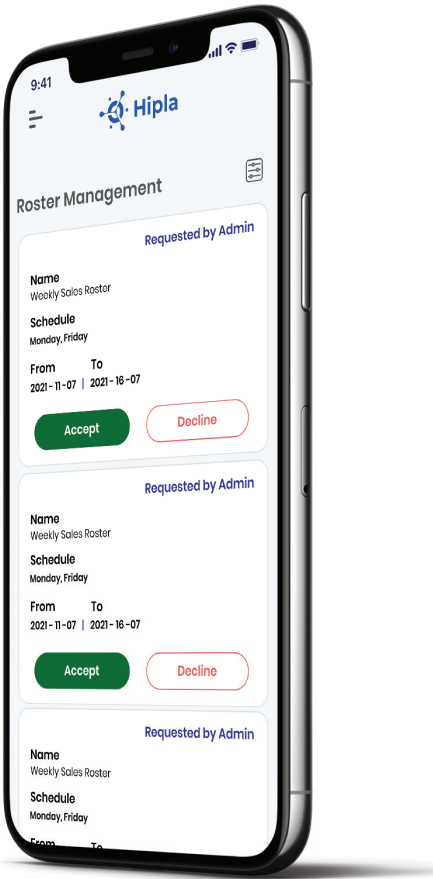 9:41
Hipla
Roster Management
Requested by Admin
Name
Weekly Sales Roster
Schedule
Monday, Friday
From To
2021-11-07 | 2021-16-07
Accept Decline
Requested by Admin
Name
Weekly Sales Roster
Schedule
Monday, Friday
From To
2021-11-07 | 2021-16-07
Accept Decline
Requested by Admin
Name
Weekly Sales Roster
Schedule
Monday, Friday
From To